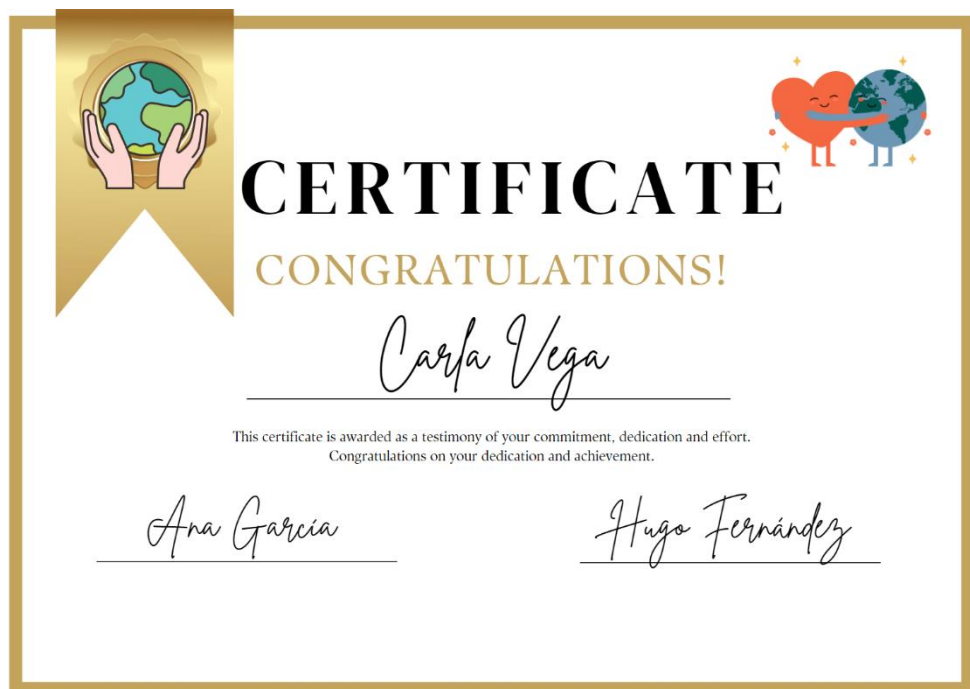 CERTIFICATE
CONGRATULATIONS!
Carla Vega
This certificate is awarded as a testimony of your commitment, dedication and effort.
Congratulations on your dedication and achievement.
Ana García
Hugo Fernández